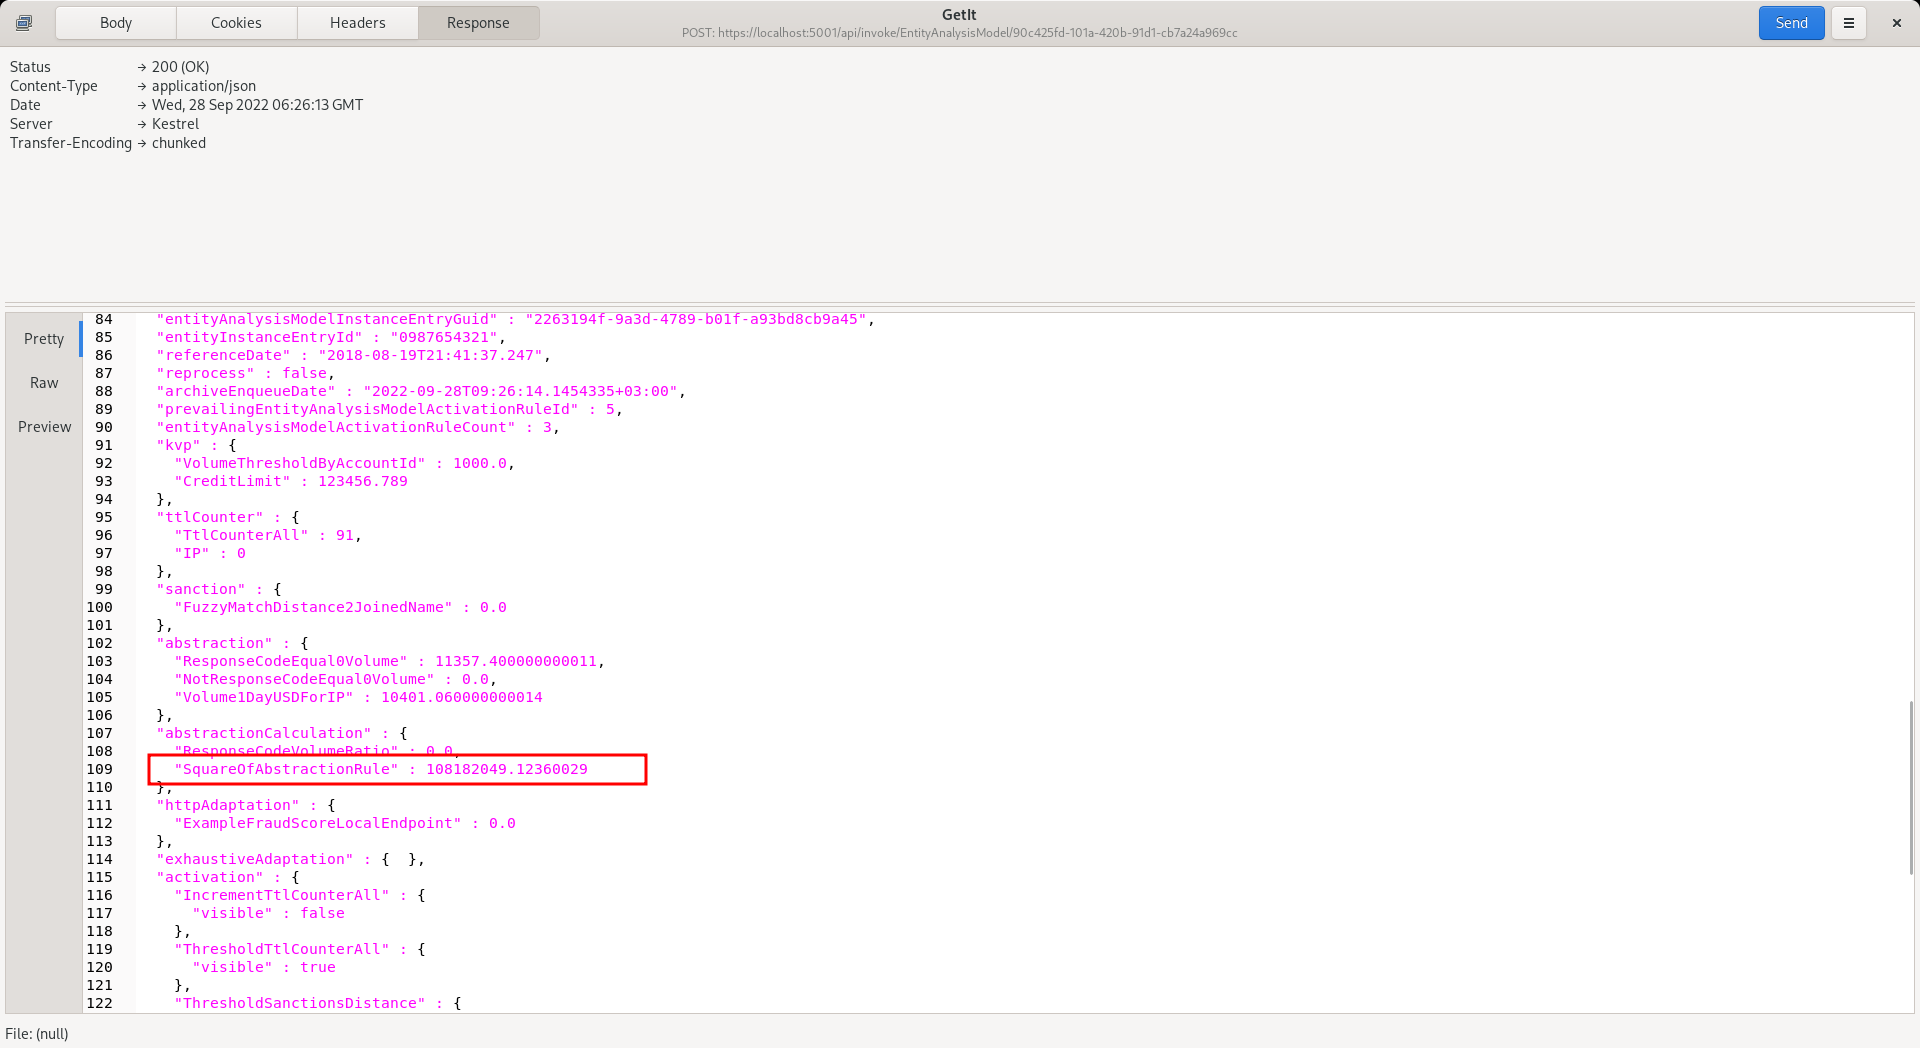 Body Cookies Headers Response
GetIt
POST: https://localhost:5001/api/invoke/EntityAnalysisModel/90c425fd-101a-420b-91d1-cb7a24a969cc
Send
Status → 200 (OK)
Content-Type → application/json
Date → Wed, 28 Sep 2022 06:26:13 GMT
Server → Kestrel
Transfer-Encoding → chunked
Pretty
Raw
Preview
84 "entityAnalysisModelInstanceEntryGuid" : "2263194f-9a3d-4789-b01f-a93bd8cb9a45",
85 "entityInstanceEntryId" : "0987654321",
86 "referenceDate" : "2018-08-19T21:41:37.247",
87 "reprocess" : false,
88 "archiveEnqueueDate" : "2022-09-28T09:26:14.1454335+03:00",
89 "prevailingEntityAnalysisModelActivationRuleId" : 5,
90 "entityAnalysisModelActivationRuleCount" : 3,
91 "kvp" : {
92 "VolumeThresholdByAccountId" : 1000.0,
93 "CreditLimit" : 123456.789
94 },
95 "ttlCounter" : {
96 "TtlCounterAll" : 91,
97 "IP" : 0
98 },
99 "sanction" : {
100 "FuzzyMatchDistance2JoinedName" : 0.0
101 },
102 "abstraction" : {
103 "ResponseCodeEqual0Volume" : 11357.400000000011,
104 "NotResponseCodeEqual0Volume" : 0.0,
105 "Volume1DayUSDForIP" : 10401.060000000014
106 },
107 "abstractionCalculation" : {
108 "ResponseCodeVolumeRatio" : 0.0,
109 "SquareOfAbstractionRule" : 108182049.12360029
110 },
111 "httpAdaptation" : {
112 "ExampleFraudScoreLocalEndpoint" : 0.0
113 },
114 "exhaustiveAdaptation" : {  },
115 "activation" : {
116 "IncrementTtlCounterAll" : {
117 "visible" : false
118 },
119 "ThresholdTtlCounterAll" : {
120 "visible" : true
121 },
122 "ThresholdSanctionsDistance" : {
File: (null)